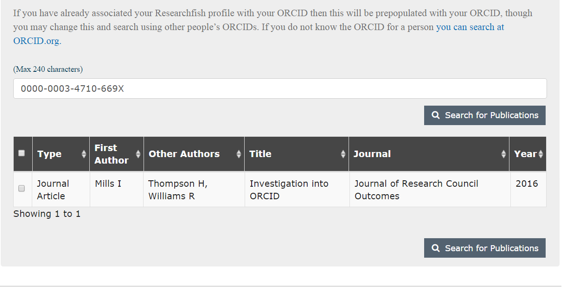 If you have already associated your Researchfish profile with your ORCID then this will be prepopulated with your ORCID, though
you may change this and search using other people's ORCIDs. If you do not know the ORCID for a person you can search at
ORCID.org.
(Max 240 characters)
0000-0003-4710-669X
Search for Publications
Type First Author Other Authors Title Journal Year
Journal Article Mills I Thompson H, Williams R Investigation into ORCID Journal of Research Council Outcomes 2016
Showing 1 to 1
Search for Publications